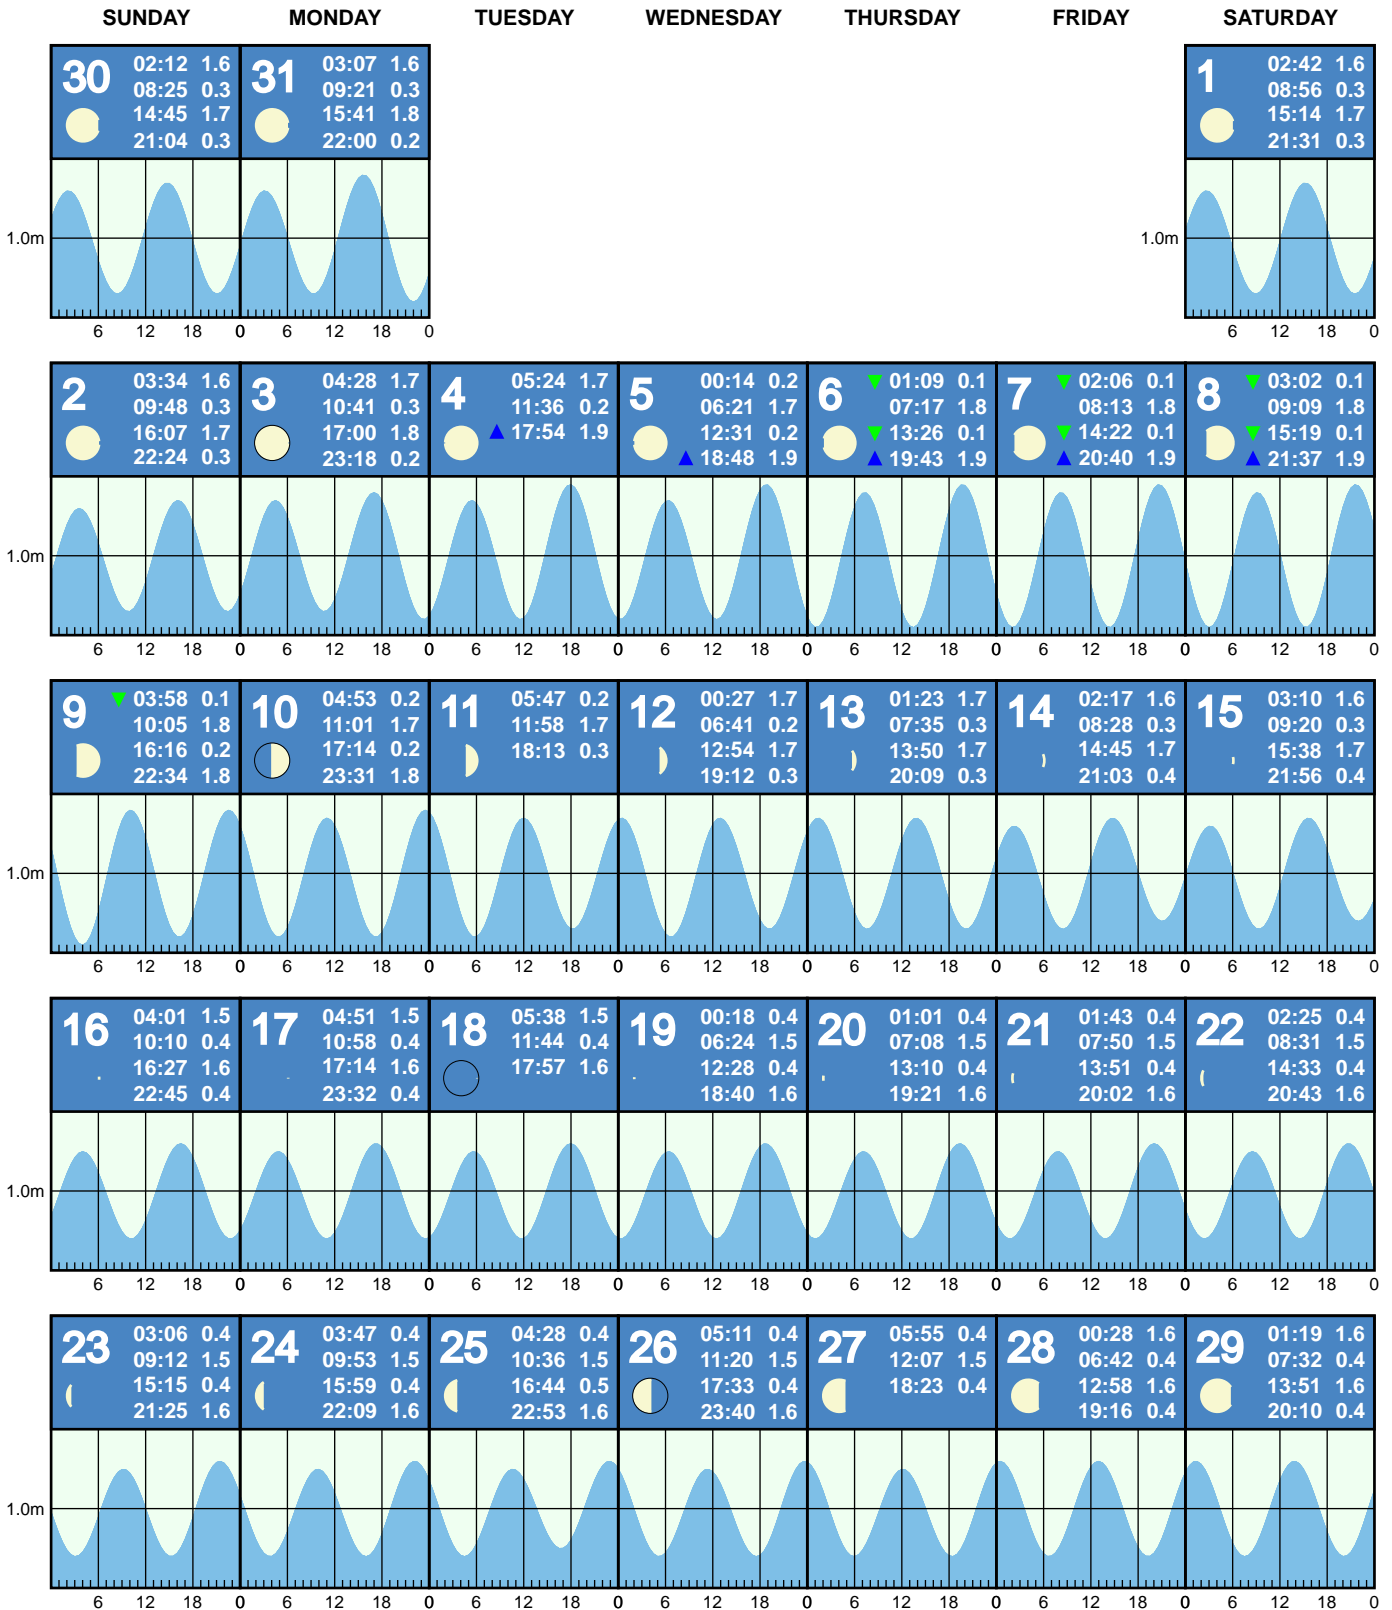 SUNDAY MONDAY TUESDAY WEDNESDAY THURSDAY FRIDAY SATURDAY
30 02:12 1.6
08:25 0.3
14:45 1.7
21:04 0.3
31 03:07 1.6
09:21 0.3
15:41 1.8
22:00 0.2
1 02:42 1.6
08:56 0.3
15:14 1.7
21:31 0.3
1.0m 1.0m
6 12 18 0 6 12 18 0 6 12 18 0
2 03:34 1.6
09:48 0.3
16:07 1.7
22:24 0.3
3 04:28 1.7
10:41 0.3
17:00 1.8
23:18 0.2
4 05:24 1.7
11:36 0.2
▲ 17:54 1.9
5 00:14 0.2
06:21 1.7
12:31 0.2
▲ 18:48 1.9
6 ▼ 01:09 0.1
07:17 1.8
▼ 13:26 0.1
▲ 19:43 1.9
7 ▼ 02:06 0.1
08:13 1.8
▼ 14:22 0.1
▲ 20:40 1.9
8 ▼ 03:02 0.1
09:09 1.8
▼ 15:19 0.1
▲ 21:37 1.9
1.0m
6 12 18 0 6 12 18 0 6 12 18 0 6 12 18 0 6 12 18 0 6 12 18 0 6 12 18 0
9 ▼ 03:58 0.1
10:05 1.8
16:16 0.2
22:34 1.8
10 04:53 0.2
11:01 1.7
17:14 0.2
23:31 1.8
11 05:47 0.2
11:58 1.7
18:13 0.3
12 00:27 1.7
06:41 0.2
12:54 1.7
19:12 0.3
13 01:23 1.7
07:35 0.3
13:50 1.7
20:09 0.3
14 02:17 1.6
08:28 0.3
14:45 1.7
21:03 0.4
15 03:10 1.6
09:20 0.3
15:38 1.7
21:56 0.4
1.0m
6 12 18 0 6 12 18 0 6 12 18 0 6 12 18 0 6 12 18 0 6 12 18 0 6 12 18 0
16 04:01 1.5
10:10 0.4
16:27 1.6
22:45 0.4
17 04:51 1.5
10:58 0.4
17:14 1.6
23:32 0.4
18 05:38 1.5
11:44 0.4
17:57 1.6
19 00:18 0.4
06:24 1.5
12:28 0.4
18:40 1.6
20 01:01 0.4
07:08 1.5
13:10 0.4
19:21 1.6
21 01:43 0.4
07:50 1.5
13:51 0.4
20:02 1.6
22 02:25 0.4
08:31 1.5
14:33 0.4
20:43 1.6
1.0m
6 12 18 0 6 12 18 0 6 12 18 0 6 12 18 0 6 12 18 0 6 12 18 0 6 12 18 0
23 03:06 0.4
09:12 1.5
15:15 0.4
21:25 1.6
24 03:47 0.4
09:53 1.5
15:59 0.4
22:09 1.6
25 04:28 0.4
10:36 1.5
16:44 0.5
22:53 1.6
26 05:11 0.4
11:20 1.5
17:33 0.4
23:40 1.6
27 05:55 0.4
12:07 1.5
18:23 0.4
28 00:28 1.6
06:42 0.4
12:58 1.6
19:16 0.4
29 01:19 1.6
07:32 0.4
13:51 1.6
20:10 0.4
1.0m
6 12 18 0 6 12 18 0 6 12 18 0 6 12 18 0 6 12 18 0 6 12 18 0 6 12 18 0